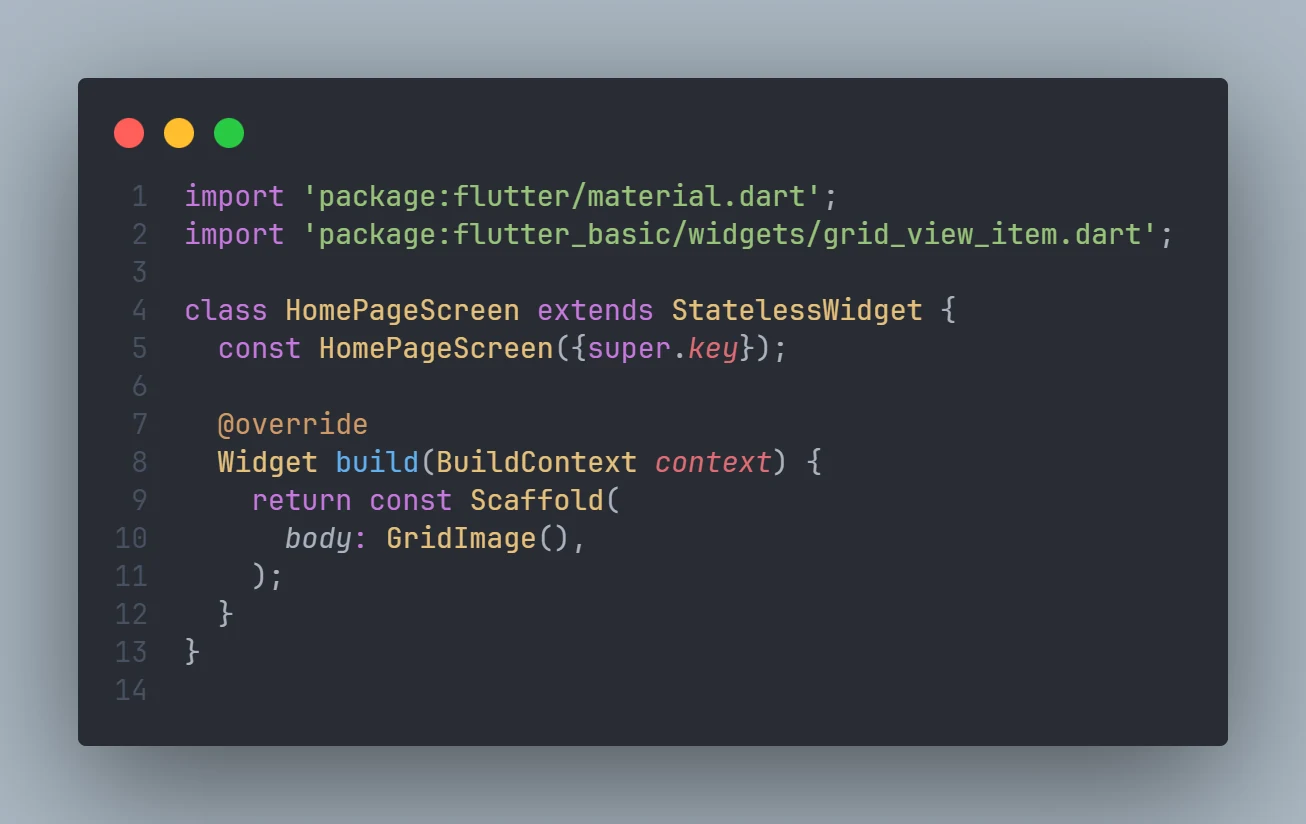 1 import 'package:flutter/material.dart';
2 import 'package:flutter_basic/widgets/grid_view_item.dart';
3
4 class HomePageScreen extends StatelessWidget {
5   const HomePageScreen({super.key});
6
7   @override
8   Widget build(BuildContext context) {
9     return const Scaffold(
10       body: GridImage(),
11     );
12   }
13 }
14